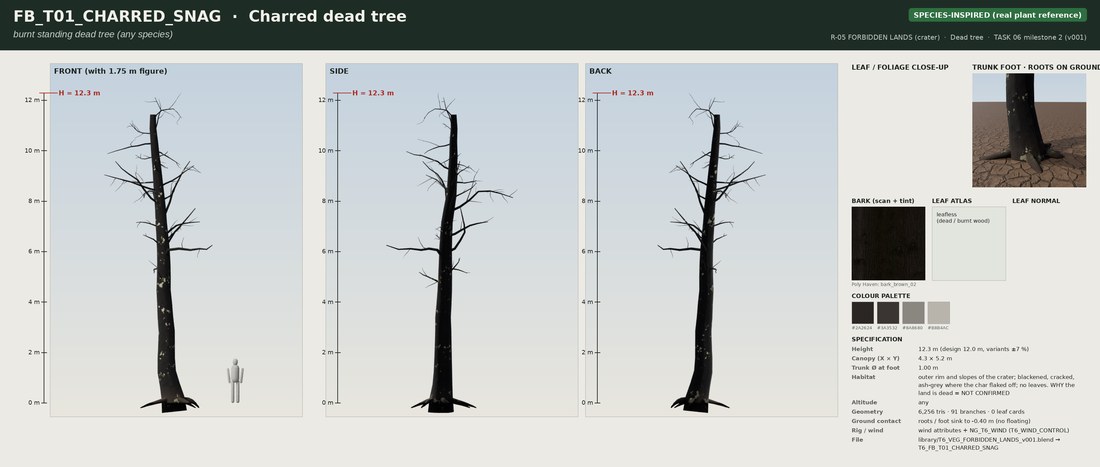 FB_T01_CHARRED_SNAG · Charred dead tree
burnt standing dead tree (any species)
SPECIES-INSPIRED (real plant reference)
R-05 FORBIDDEN LANDS (crater) · Dead tree · TASK 06 milestone 2 (v001)
FRONT (with 1.75 m figure)
H = 12.3 m
12 m
10 m
8 m
6 m
4 m
2 m
0 m
SIDE
H = 12.3 m
12 m
10 m
8 m
6 m
4 m
2 m
0 m
BACK
H = 12.3 m
12 m
10 m
8 m
6 m
4 m
2 m
0 m
LEAF / FOLIAGE CLOSE-UP
TRUNK FOOT · ROOTS ON GROUND
BARK (scan + tint)
LEAF ATLAS
LEAF NORMAL
leafless
(dead / burnt wood)
Poly Haven: bark_brown_02
COLOUR PALETTE
SPECIFICATION
Height 12.3 m (design 12.0 m, variants ±7 %)
Canopy (X × Y) 4.3 × 5.2 m
Trunk Ø at foot 1.00 m
Habitat outer rim and slopes of the crater; blackened, cracked,
ash-grey where the char flaked off; no leaves. WHY the
land is dead = NOT CONFIRMED
Altitude any
Geometry 6,256 tris · 91 branches · 0 leaf cards
Ground contact roots / foot sink to -0.40 m (no floating)
Rig / wind wind attributes + NG_T6_WIND (T6_WIND_CONTROL)
File library/T6_VEG_FORBIDDEN_LANDS_v001.blend →
T6_FB_T01_CHARRED_SNAG